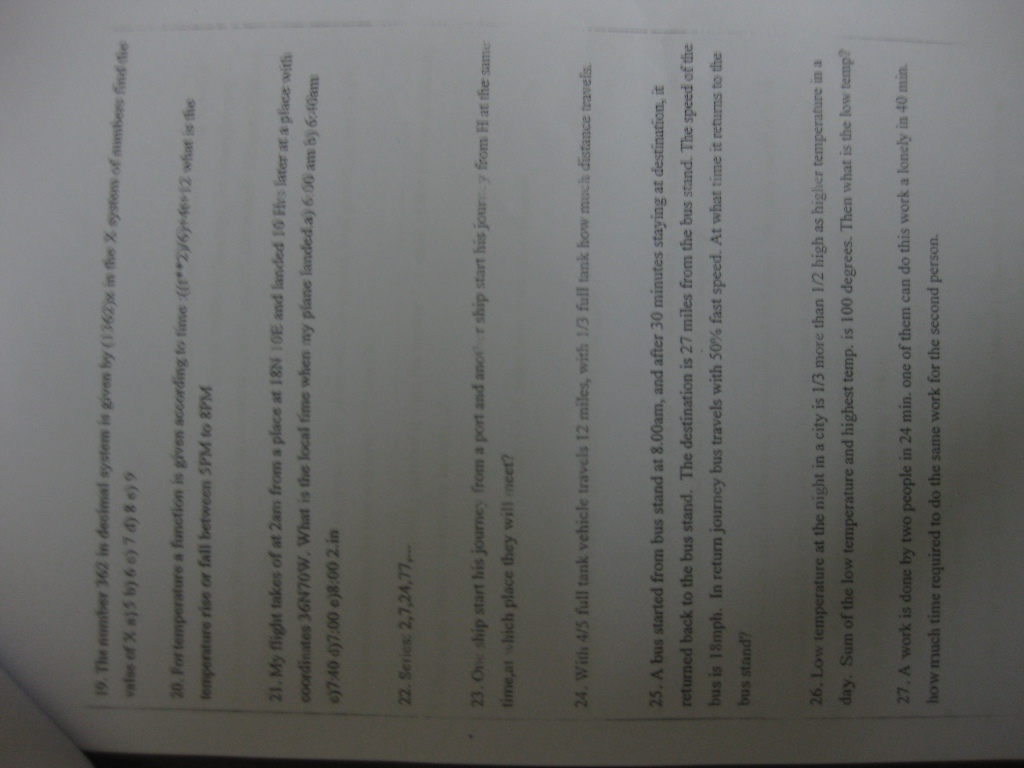 19. The number 362 in decimal system is given by (1362)x in the X system of numbers find the
value of X a)5 b) 6 c) 7 d) 8 e) 9
20. For temperature a function is given according to time : what is the
temperature rise or fall between 5PM to 8PM
21. My flight takes of at 2am from a place at 18N 10E and landed 10 Hrs later at a place with
coordinates 36N70W. What is the local time when my plane landed.a) 6:00 am b) 6:40am
c)7:40 d)7.00 e)8.00 2.in
22. Series: 2,7,24,77,...
23. One ship start his journey from a port and another ship start his journey from H at the same
time,at which place they will meet?
24. With 4/5 full tank vehicle travels 12 miles, with 1/3 full tank how much distance travels.
25. A bus started from bus stand at 8.00am, and after 30 minutes staying at destination, it
returned back to the bus stand. The destination is 27 miles from the bus stand. The speed of the
bus is 18mph. In return journey bus travels with 50% fast speed. At what time it returns to the
bus stand?
26. Low temperature at the night in a city is 1/3 more than 1/2 high as higher temperature in a
day. Sum of the low temperature and highest temp. is 100 degrees. Then what is the low temp?
27. A work is done by two people in 24 min. one of them can do this work a lonely in 40 min.
how much time required to do the same work for the second person.